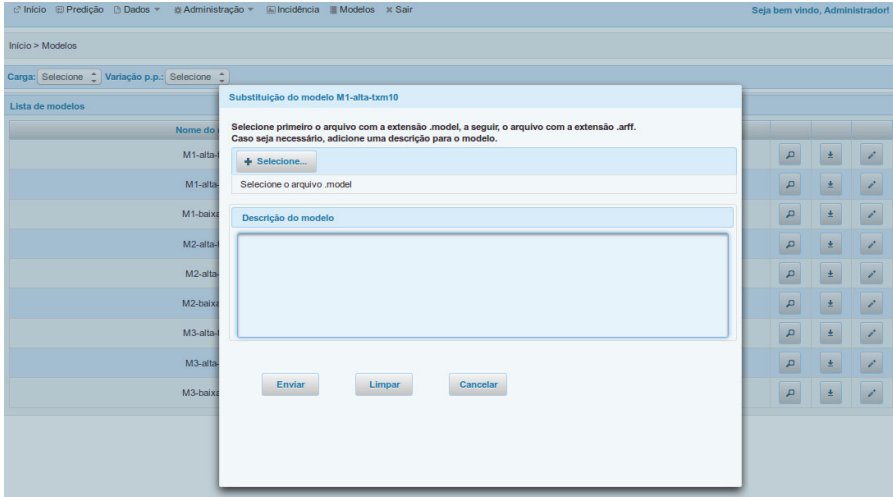 Início Predição Dados Administração Incidência Modelos Sair Seja bem vindo, Administrador!
Início > Modelos
Carga: Selecione Variação p.p.: Selecione
Substituição do modelo M1-alta-txm10
Lista de modelos
Selecione primeiro o arquivo com a extensão .model, a seguir, o arquivo com a extensão .arff.
Caso seja necessário, adicione uma descrição para o modelo.
Nome do
Selecione...
M1-alta-
Selecione o arquivo .model
M1-alta-
M1-baixa
Descrição do modelo
M2-alta-
M2-alta-
M2-baixa
M3-alta-
M3-alta-
M3-baixa
Enviar Limpar Cancelar